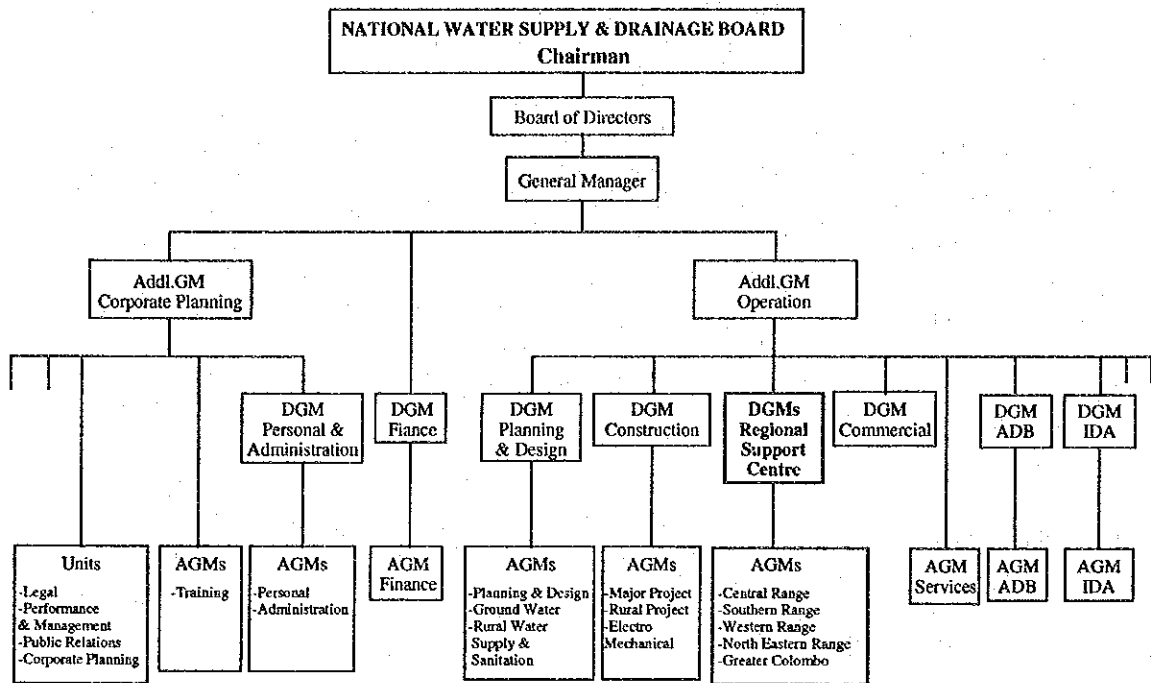 NATIONAL WATER SUPPLY & DRAINAGE BOARD
Chairman
Board of Directors
General Manager
Addl.GM
Corporate Planning
Addl.GM
Operation
DGM
Personal &
Administration
DGM
Fiance
DGM
Planning
& Design
DGM
Construction
DGMs
Regional
Support
Centre
DGM
Commercial
DGM
ADB
DGM
IDA
Units
-Legal
-Performance
& Management
-Public Relations
-Corporate Planning
AGMs
-Training
AGMs
-Personal
-Administration
AGM
Finance
AGMs
-Planning & Design
-Ground Water
-Rural Water
Supply &
Sanitation
AGMs
-Major Project
-Rural Project
-Electro
Mechanical
AGMs
-Central Range
-Southern Range
-Western Range
-North Eastern Range
-Greater Colombo
AGM
Services
AGM
ADB
AGM
IDA